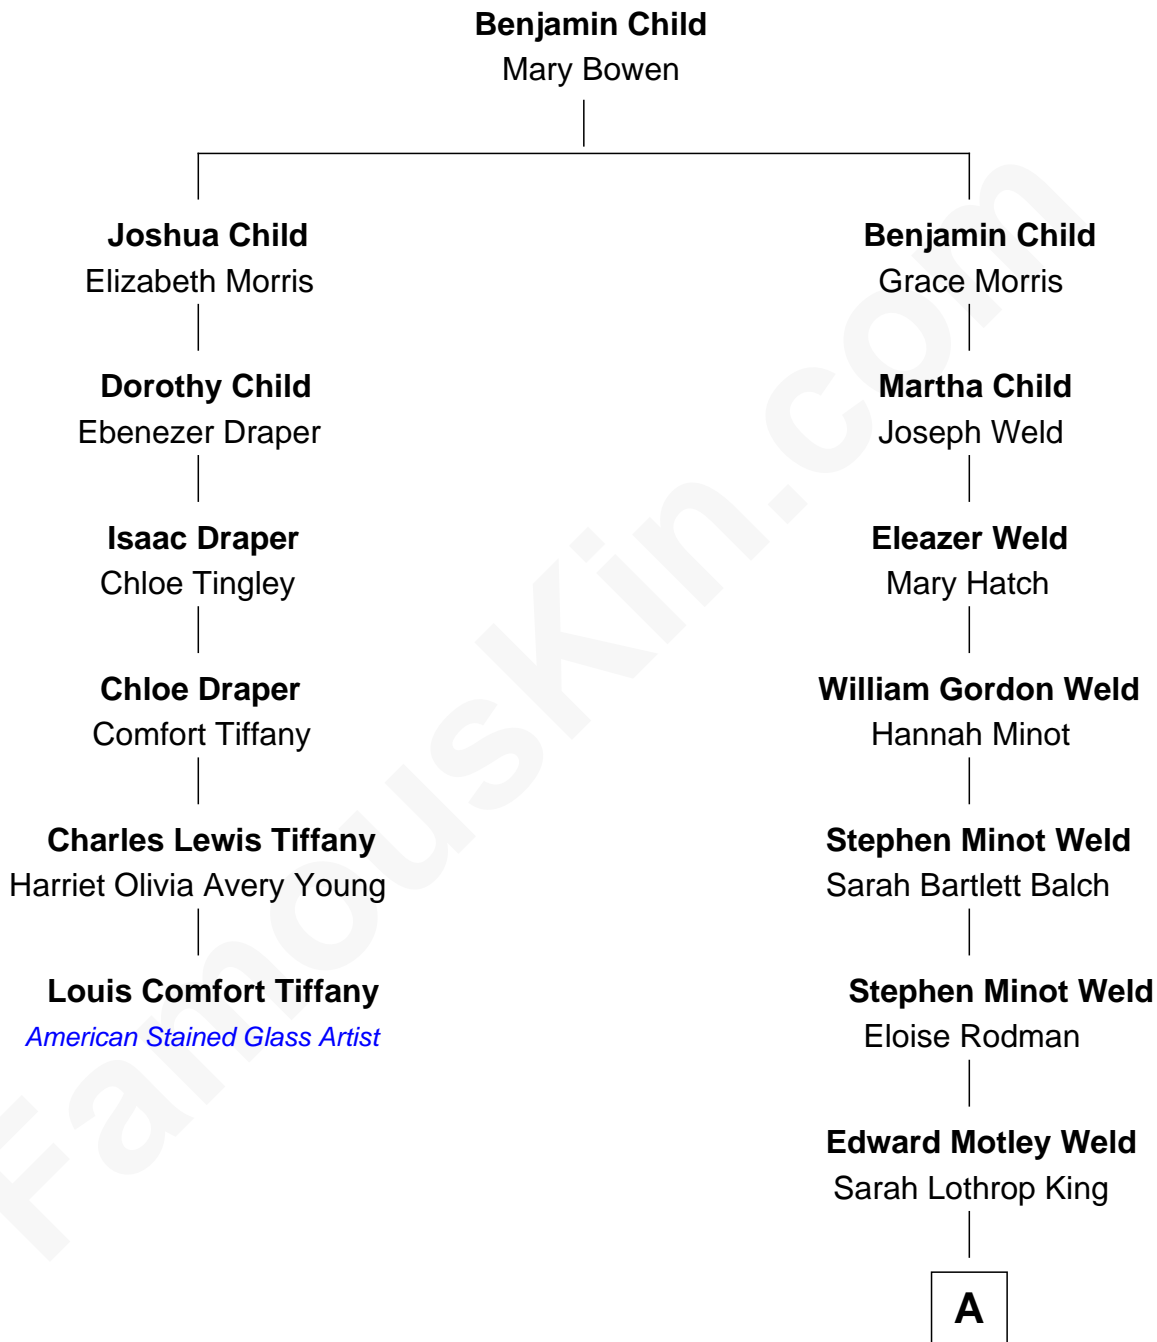 Benjamin Child
Mary Bowen
Joshua Child
Elizabeth Morris
Benjamin Child
Grace Morris
Dorothy Child
Ebenezer Draper
Martha Child
Joseph Weld
Isaac Draper
Chloe Tingley
Eleazer Weld
Mary Hatch
Chloe Draper
Comfort Tiffany
William Gordon Weld
Hannah Minot
Charles Lewis Tiffany
Harriet Olivia Avery Young
Stephen Minot Weld
Sarah Bartlett Balch
Louis Comfort Tiffany
American Stained Glass Artist
Stephen Minot Weld
Eloise Rodman
Edward Motley Weld
Sarah Lothrop King
A
FamousKin.com